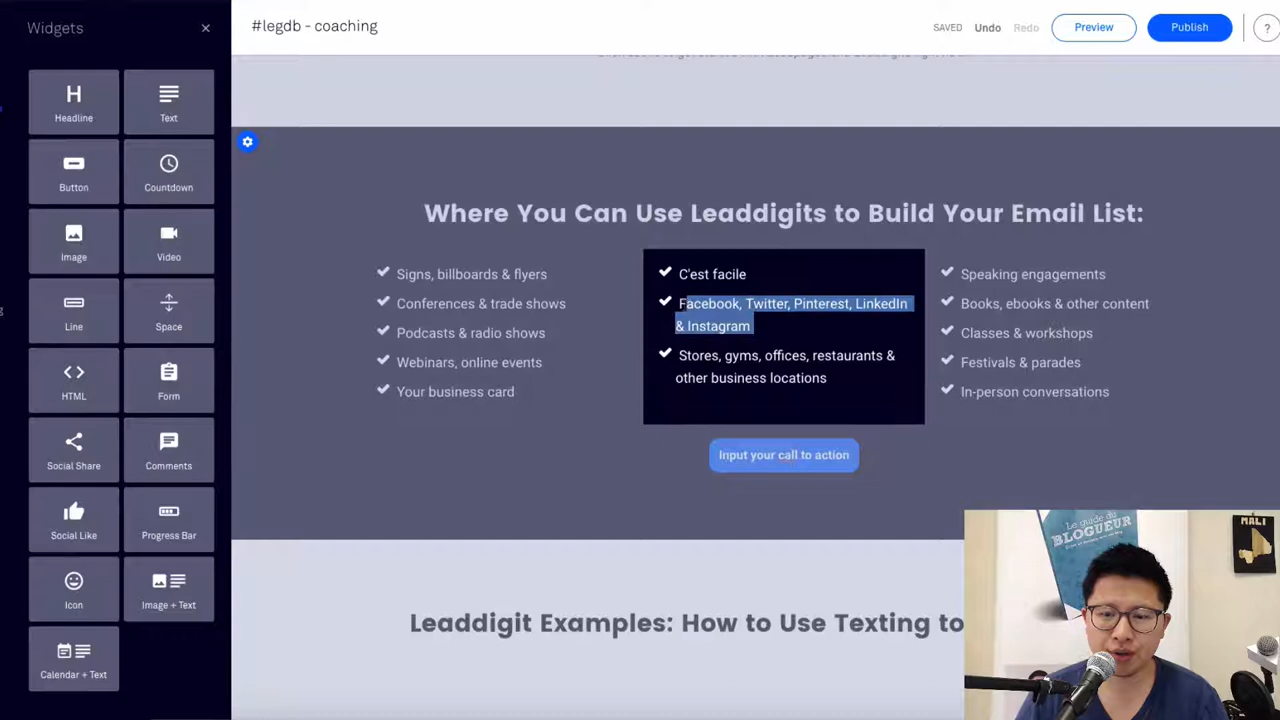 Widgets
#legdb - coaching
SAVED
Undo
Redo
Preview
Publish
?
Headline
Text
Button
Countdown
Image
Video
Line
Space
HTML
Form
Social Share
Comments
Social Like
Progress Bar
Icon
Image + Text
Calendar + Text
Where You Can Use Leaddigits to Build Your Email List:
Signs, billboards & flyers
Conferences & trade shows
Podcasts & radio shows
Webinars, online events
Your business card
C'est facile
Facebook, Twitter, Pinterest, LinkedIn
& Instagram
Stores, gyms, offices, restaurants &
other business locations
Speaking engagements
Books, ebooks & other content
Classes & workshops
Festivals & parades
In-person conversations
Input your call to action
Leaddigit Examples: How to Use Texting to
Le guide du
BLOGUEUR
MALI